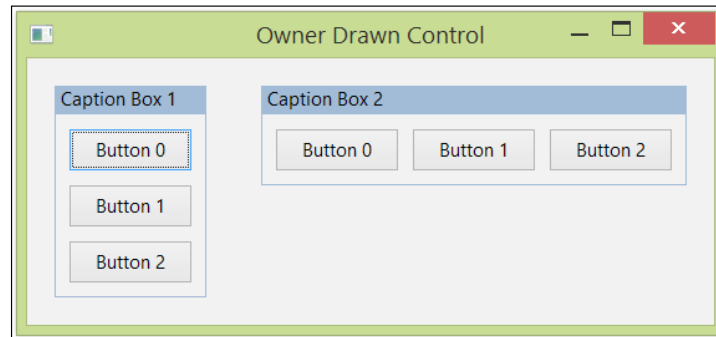 Owner Drawn Control
Caption Box 1
Button 0
Button 1
Button 2
Caption Box 2
Button 0 Button 1 Button 2